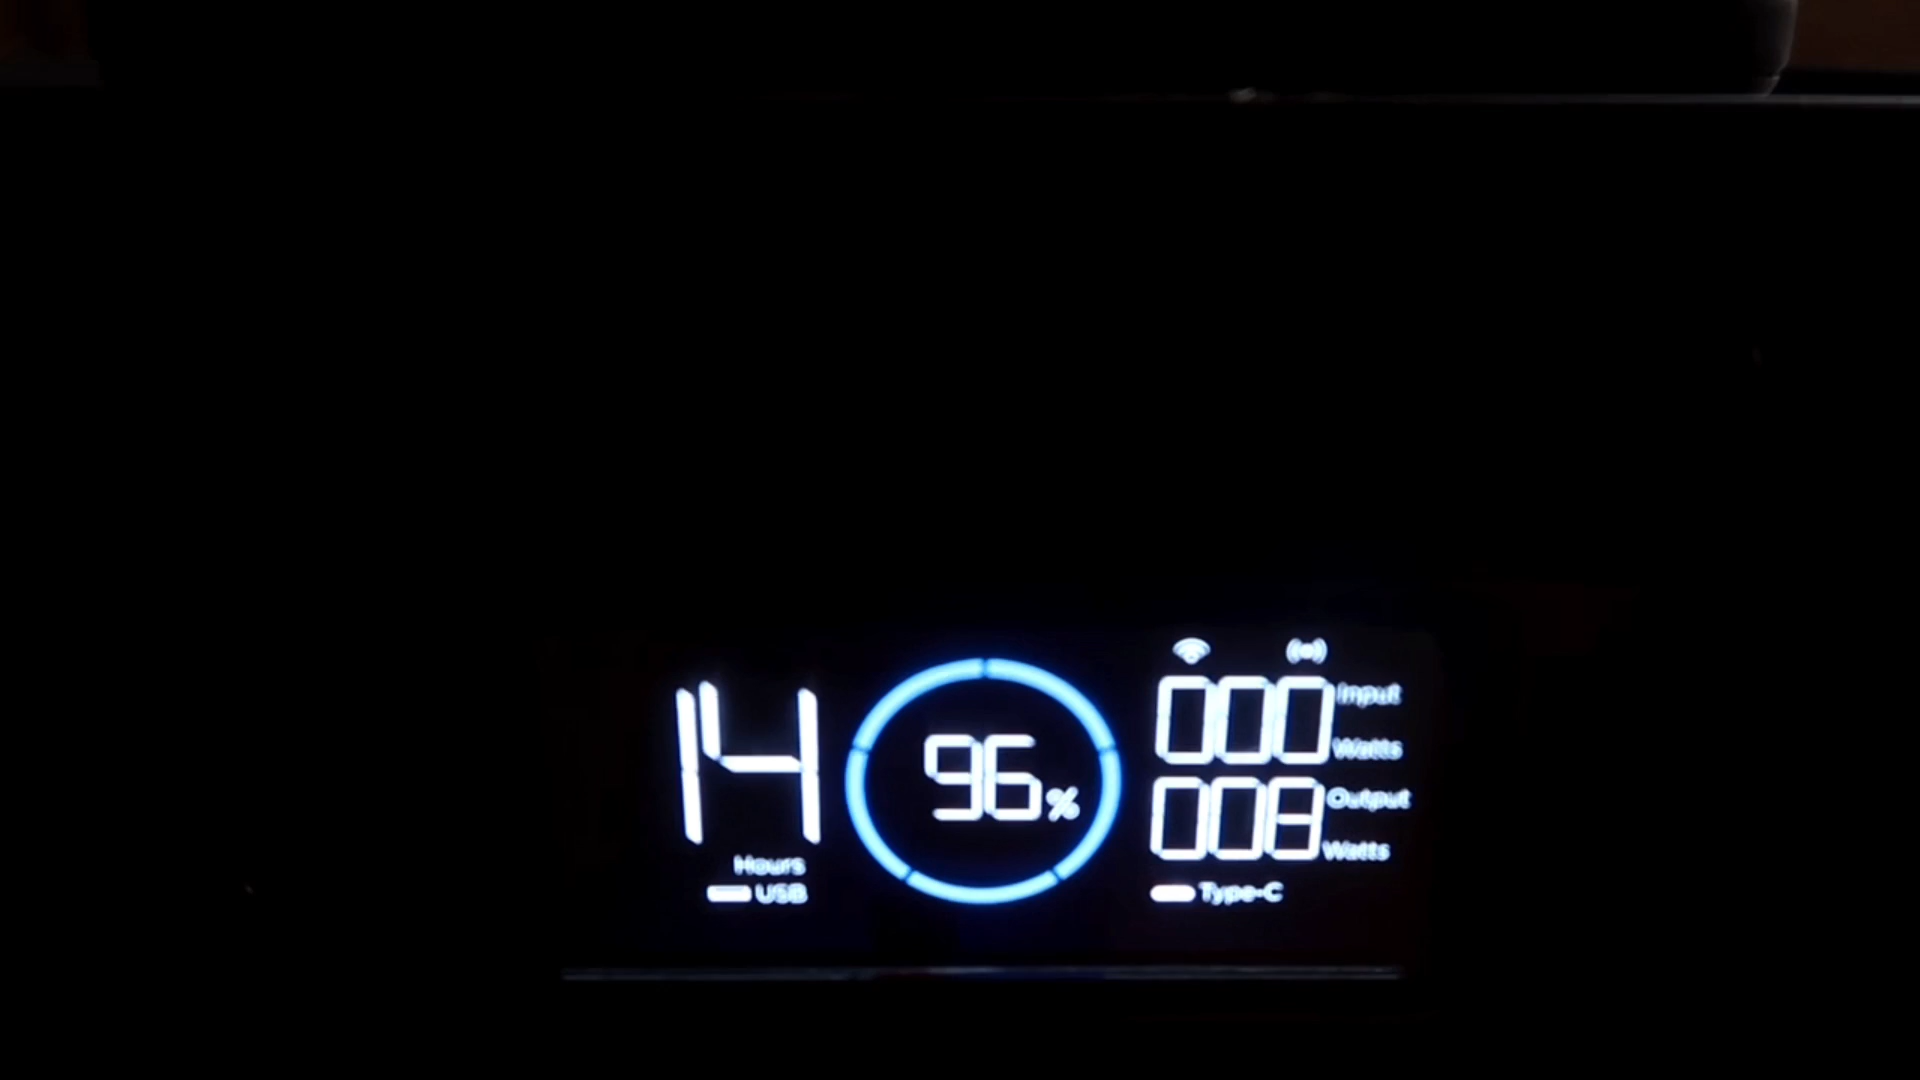 14
Hours
USB
96%
000 Input
Watts
008 Output
Watts
Type-C